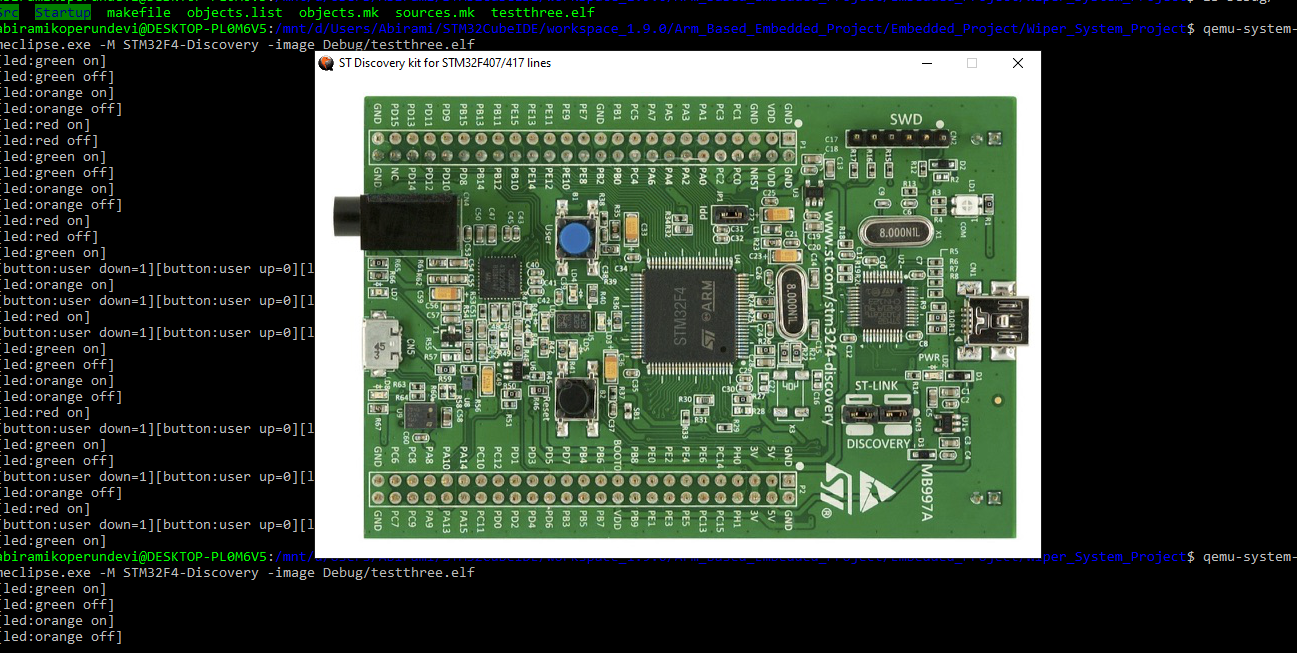 Src Startup makefile objects.list objects.mk sources.mk testthree.elf
abiramikoperundevi@DESKTOP-PL0M6V5:/mnt/d/Users/Abirami/STM32CubeIDE/workspace_1.9.0/Arm_Based_Embedded_Project/Embedded_Project/Wiper_System_Project$ qemu-system-
neclipse.exe -M STM32F4-Discovery -image Debug/testthree.elf
[led:green on]
[led:green off]
[led:orange on]
[led:orange off]
[led:red on]
[led:red off]
[led:green on]
[led:green off]
[led:orange on]
[led:orange off]
[led:red on]
[led:red off]
[led:green on]
[button:user down=1][button:user up=0][l
[led:orange on]
[button:user down=1][button:user up=0][l
[led:red on]
[button:user down=1][button:user up=0][l
[led:green on]
[led:green off]
[led:orange on]
[led:orange off]
[led:red on]
[button:user down=1][button:user up=0][l
[led:green on]
[led:green off]
[button:user down=1][button:user up=0][l
[led:orange off]
[led:red on]
[button:user down=1][button:user up=0][l
[led:green on]
abiramikoperundevi@DESKTOP-PL0M6V5:/mnt/d/Users/Abirami/STM32CubeIDE/workspace_1.9.0/Arm_Based_Embedded_Project/Embedded_Project/Wiper_System_Project$ qemu-system-
neclipse.exe -M STM32F4-Discovery -image Debug/testthree.elf
[led:green on]
[led:green off]
[led:orange on]
[led:orange off]
ST Discovery kit for STM32F407/417 lines
GND PD15 PD13 PD11 PD9 PB15 PB13 PB11 PE15 PE13 PE11 PE9 PE7 GND PB1 PC5 PA7 PA5 PA3 PA1 PC3 PC1 GND VDD GND
GND NC PD14 PD12 PD10 PD8 PB14 PB12 PB10 PE14 PE12 PE10 PE8 PB2 PB0 PC4 PA6 PA4 PA2 PA0 PC2 PC0 NRST VDD GND
SWD
User
Idd
8.000N1L
STM32F4
ARM
8.000N1L
www.st.com/stm32f4-discovery
PWR
ST-LINK
DISCOVERY
Reset
CN5
MB997A
GND PC6 PC8 PA8 PA10 PA14 PC10 PC12 PD1 PD3 PD5 PD7 PB4 PB6 BOOT0 PB8 PE0 PE2 PE4 PE6 PC14 PH0 3V 5V GND
GND PC7 PC9 PA9 PA13 PA15 PC11 PD0 PD2 PD4 PD6 PB3 PB5 PB7 VDD PB9 PE1 PE3 PE5 PC13 PC15 PH1 3V 5V GND